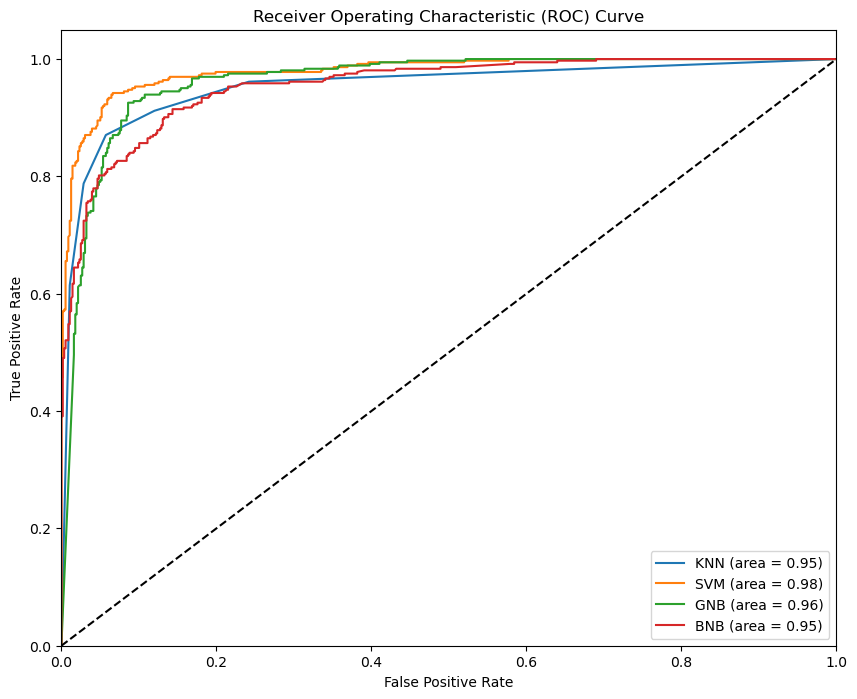 Receiver Operating Characteristic (ROC) Curve
1.0
0.8
0.6
0.4
0.2
0.0
True Positive Rate
KNN (area = 0.95)
SVM (area = 0.98)
GNB (area = 0.96)
BNB (area = 0.95)
0.0 0.2 0.4 0.6 0.8 1.0
False Positive Rate